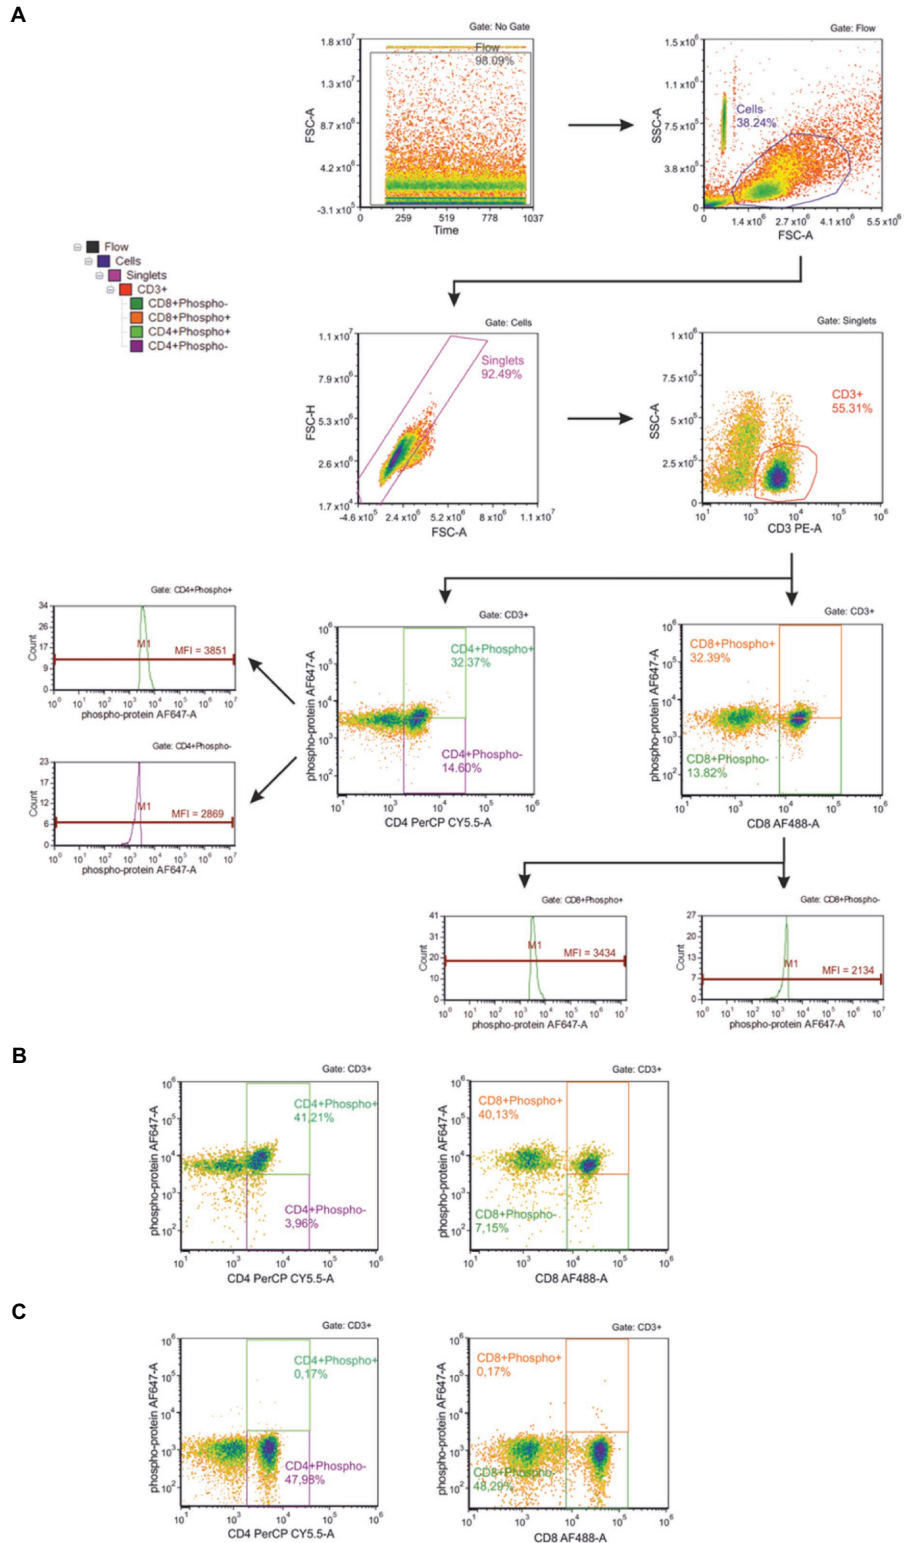 A
Gate: No Gate
Flow
98.09%
1.8 x10⁷
1.3 x10⁷
8.7 x10⁶
4.2 x10⁶
-3.1 x10⁵
FSC-A
0 259 519 778 1037
Time
Gate: Flow
Cells
38.24%
1.5 x10⁶
1.1 x10⁶
7.5 x10⁵
3.8 x10⁵
0
SSC-A
0 1.4 x10⁶ 2.7 x10⁶ 4.1 x10⁶ 5.5 x10⁶
FSC-A
Flow
Cells
Singlets
CD3+
CD8+Phospho-
CD8+Phospho+
CD4+Phospho+
CD4+Phospho-
Gate: Cells
Singlets
92.49%
1.1 x10⁷
7.9 x10⁶
5.3 x10⁶
2.6 x10⁶
1.7 x10⁴
FSC-H
-4.6 x10⁵ 2.4 x10⁶ 5.2 x10⁶ 8 x10⁶ 1.1 x10⁷
FSC-A
Gate: Singlets
CD3+
55.31%
1 x10⁶
7.5 x10⁵
5 x10⁵
2.5 x10⁵
0
SSC-A
10¹ 10³ 10⁴ 10⁵ 10⁶
CD3 PE-A
Gate: CD4+Phospho+
34
26
17
9
0
Count
M1
MFI = 3851
10⁰ 10¹ 10² 10³ 10⁴ 10⁵ 10⁶ 10⁷
phospho-protein AF647-A
Gate: CD4+Phospho-
23
17
12
6
0
Count
M1
MFI = 2869
10⁰ 10¹ 10² 10³ 10⁴ 10⁵ 10⁶ 10⁷
phospho-protein AF647-A
Gate: CD3+
CD4+Phospho+
32.37%
CD4+Phospho-
14.60%
10⁶
10⁵
10⁴
10³
10²
phospho-protein AF647-A
10¹ 10³ 10⁴ 10⁵ 10⁶
CD4 PerCP CY5.5-A
Gate: CD3+
CD8+Phospho+
32.39%
CD8+Phospho-
13.82%
10⁶
10⁵
10⁴
10³
10²
phospho-protein AF647-A
10¹ 10³ 10⁴ 10⁵ 10⁶
CD8 AF488-A
Gate: CD8+Phospho+
41
31
20
10
0
Count
M1
MFI = 3434
10⁰ 10¹ 10² 10³ 10⁴ 10⁵ 10⁶ 10⁷
phospho-protein AF647-A
Gate: CD8+Phospho-
27
20
13
7
0
Count
M1
MFI = 2134
10⁰ 10¹ 10² 10³ 10⁴ 10⁵ 10⁶ 10⁷
phospho-protein AF647-A
B
Gate: CD3+
CD4+Phospho+
41,21%
CD4+Phospho-
3,96%
10⁶
10⁵
10⁴
10³
10²
phospho-protein AF647-A
10¹ 10³ 10⁴ 10⁵ 10⁶
CD4 PerCP CY5.5-A
Gate: CD3+
CD8+Phospho+
40,13%
CD8+Phospho-
7,15%
10⁶
10⁵
10⁴
10³
10²
phospho-protein AF647-A
10¹ 10³ 10⁴ 10⁵ 10⁶
CD8 AF488-A
C
Gate: CD3+
CD4+Phospho+
0,17%
CD4+Phospho-
47,98%
10⁶
10⁵
10⁴
10³
10²
phospho-protein AF647-A
10¹ 10³ 10⁴ 10⁵ 10⁶
CD4 PerCP CY5.5-A
Gate: CD3+
CD8+Phospho+
0,17%
CD8+Phospho-
48,29%
10⁶
10⁵
10⁴
10³
10²
phospho-protein AF647-A
10¹ 10³ 10⁴ 10⁵ 10⁶
CD8 AF488-A